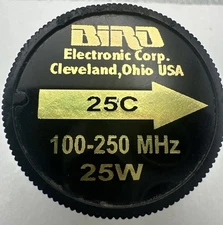 BIRD
Electronic Corp.
Cleveland,Ohio USA
25C
100-250 MHz
25W